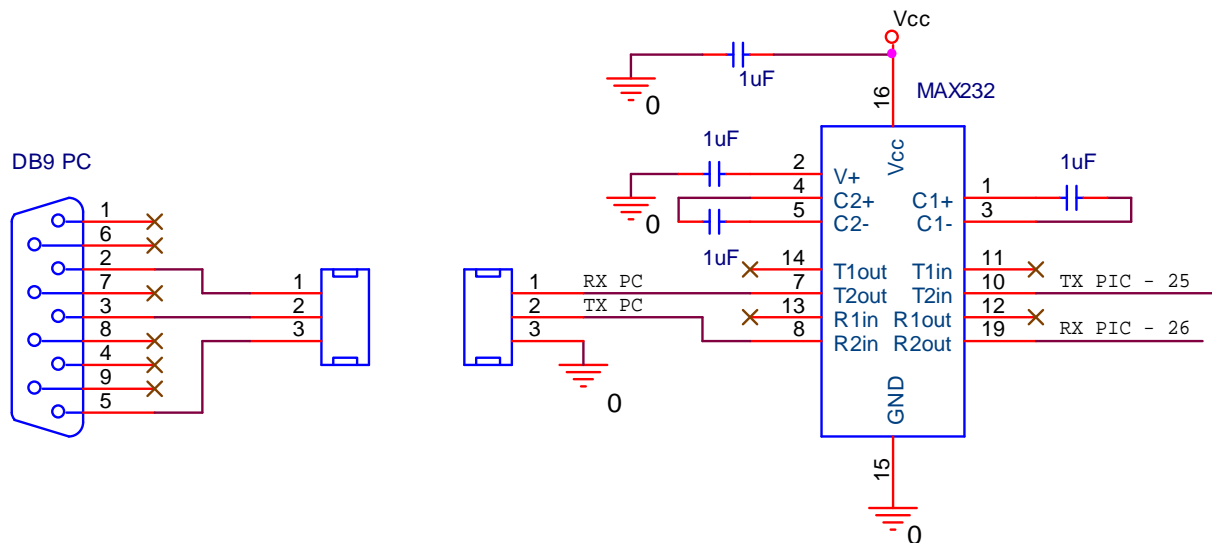 Vcc
1uF
0
16
MAX232
DB9 PC
1
6
2
7
3
8
4
9
5
1
2
3
1
2
3
RX PC
TX PC
0
1uF
0
1uF
2
4
5
14
7
13
8
V+
C2+
C2-
T1out
T2out
R1in
R2in
Vcc
C1+
C1-
T1in
T2in
R1out
R2out
GND
1
3
11
10
12
19
1uF
TX PIC - 25
RX PIC - 26
15
0